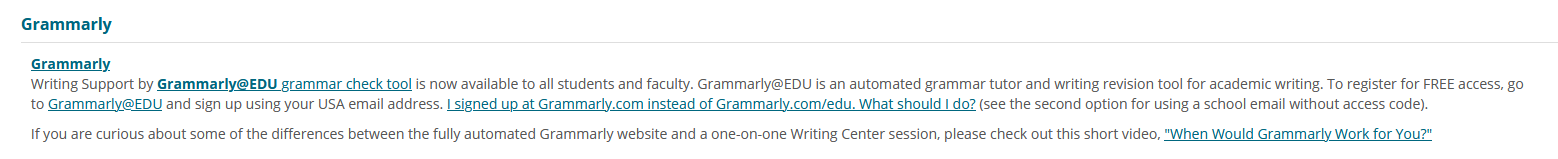 Grammarly
Grammarly
Writing Support by Grammarly@EDU grammar check tool is now available to all students and faculty. Grammarly@EDU is an automated grammar tutor and writing revision tool for academic writing. To register for FREE access, go
to Grammarly@EDU and sign up using your USA email address. I signed up at Grammarly.com instead of Grammarly.com/edu. What should I do? (see the second option for using a school email without access code).
If you are curious about some of the differences between the fully automated Grammarly website and a one-on-one Writing Center session, please check out this short video, "When Would Grammarly Work for You?"